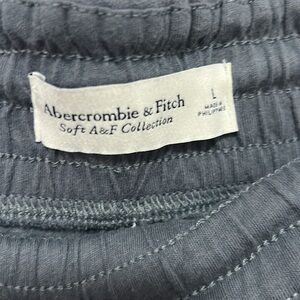 Abercrombie & Fitch
Soft A&F Collection
L
MADE IN
PHILIPPINES